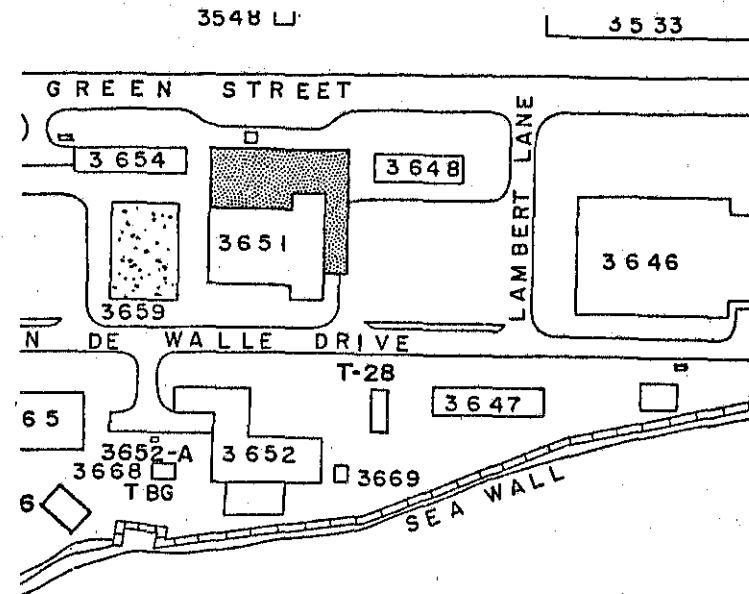 3548
3533
GREEN STREET
LAMBERT LANE
3654
3648
3651
3646
3659
N DE WALLE DRIVE
T-28
65
3647
3652-A
3652
3668
3669
TBG
6
SEA WALL